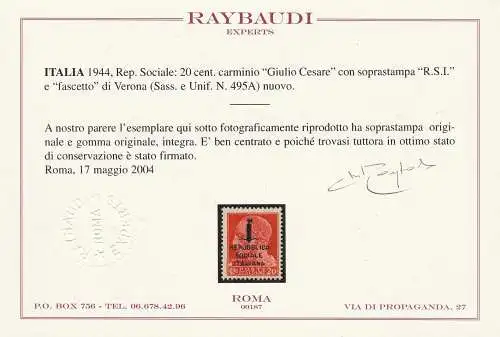 RAYBAUDI
EXPERTS
ITALIA 1944, Rep. Sociale: 20 cent. carminio “Giulio Cesare” con soprastampa “R.S.I.”
e “fascetto” di Verona (Sass. e Unif. N. 495A) nuovo.
A nostro parere l’esemplare qui sotto fotograficamente riprodotto ha soprastampa origi-
nale e gomma originale, integra. E’ ben centrato e poiché trovasi tuttora in ottimo stato
di conservazione è stato firmato.
Roma, 17 maggio 2004
REPUBBLICA
SOCIALE
ITALIANA
20
ROMA
00187
P.O. BOX 756 - TEL. 06.678.42.06
VIA DI PROPAGANDA, 27